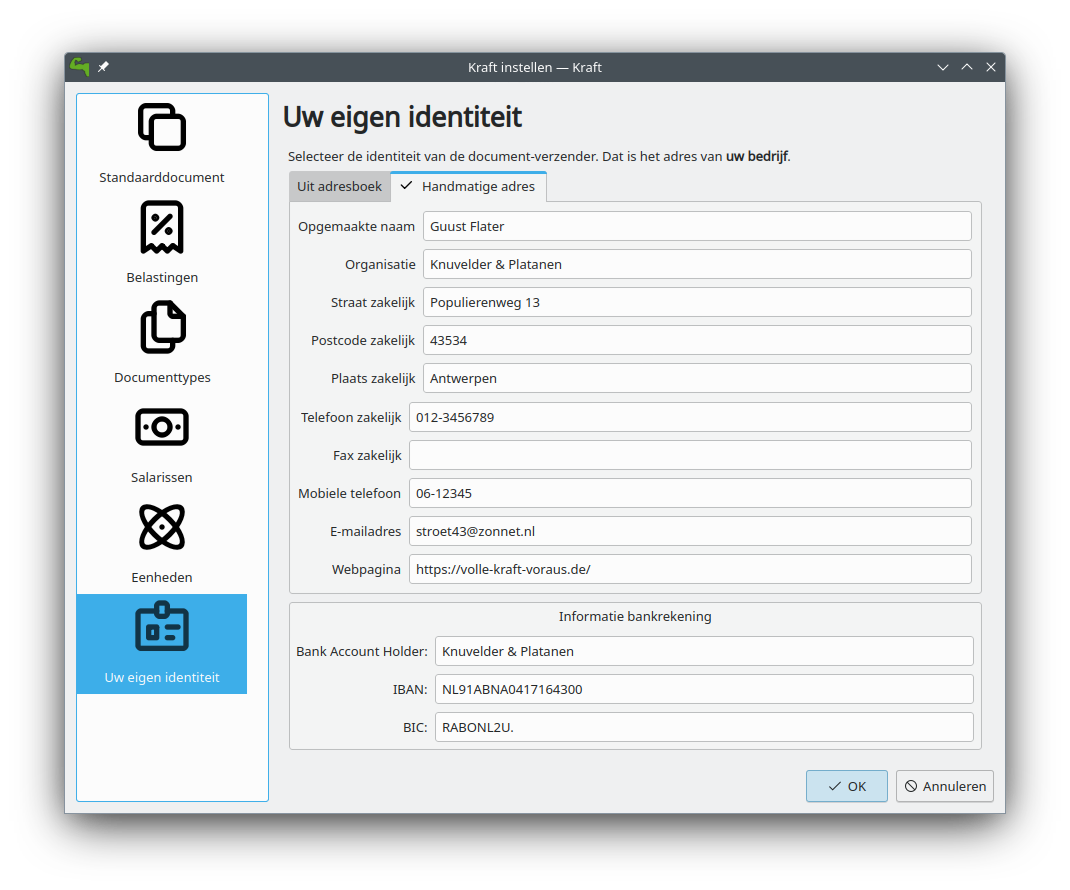 Kraft instellen — Kraft
Standaarddocument
Belastingen
Documenttypes
Salarissen
Eenheden
Uw eigen identiteit
Uw eigen identiteit
Selecteer de identiteit van de document-verzender. Dat is het adres van uw bedrijf.
Uit adresboek Handmatige adres
Opgemaakte naam Guust Flater
Organisatie Knuvelder & Platanen
Straat zakelijk Populierenweg 13
Postcode zakelijk 43534
Plaats zakelijk Antwerpen
Telefoon zakelijk 012-3456789
Fax zakelijk
Mobiele telefoon 06-12345
E-mailadres stroet43@zonnet.nl
Webpagina https://volle-kraft-voraus.de/
Informatie bankrekening
Bank Account Holder: Knuvelder & Platanen
IBAN: NL91ABNA0417164300
BIC: RABONL2U.
OK Annuleren